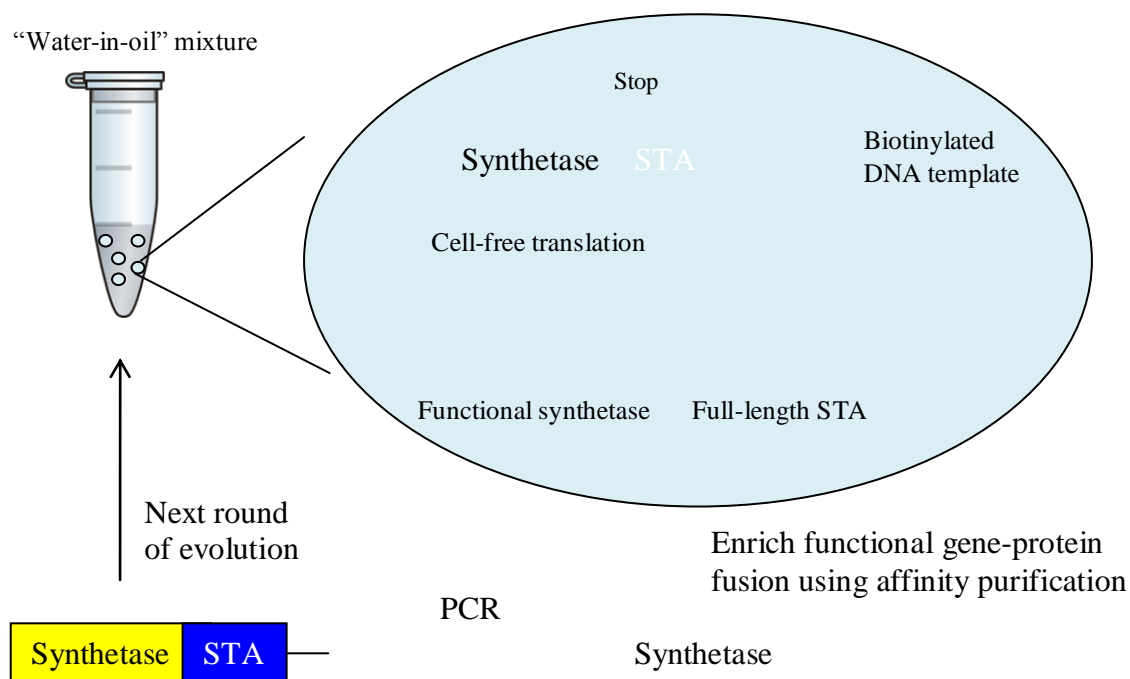 “Water-in-oil” mixture
Stop
Synthetase STA
Biotinylated
DNA template
Cell-free translation
Functional synthetase Full-length STA
Next round
of evolution
Enrich functional gene-protein
fusion using affinity purification
PCR
Synthetase STA
Synthetase